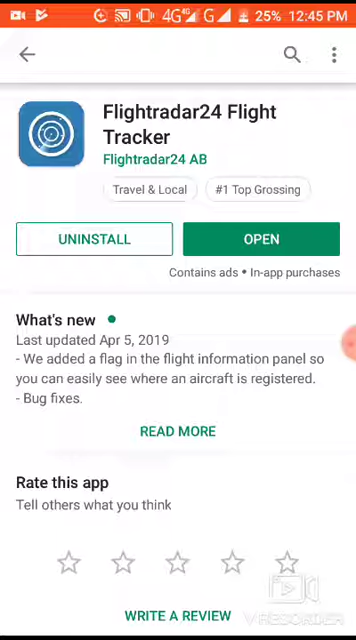 4G 4G G 25% 12:45 PM
Flightradar24 Flight
Tracker
Flightradar24 AB
Travel & Local #1 Top Grossing
UNINSTALL OPEN
Contains ads • In-app purchases
What's new
Last updated Apr 5, 2019
- We added a flag in the flight information panel so
you can easily see where an aircraft is registered.
- Bug fixes.
READ MORE
Rate this app
Tell others what you think
WRITE A REVIEW
V RECORDER